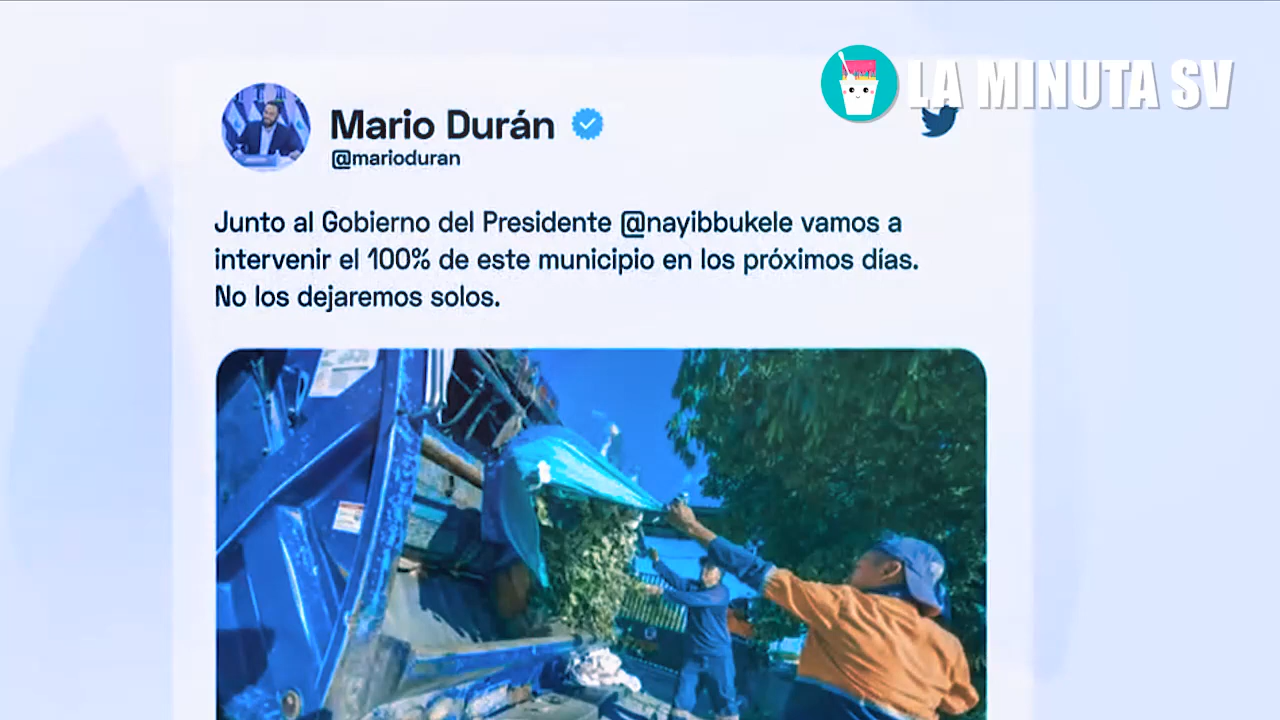 LA MINUTA SV
Mario Durán
@marioduran
Junto al Gobierno del Presidente @nayibbukele vamos a
intervenir el 100% de este municipio en los próximos días.
No los dejaremos solos.